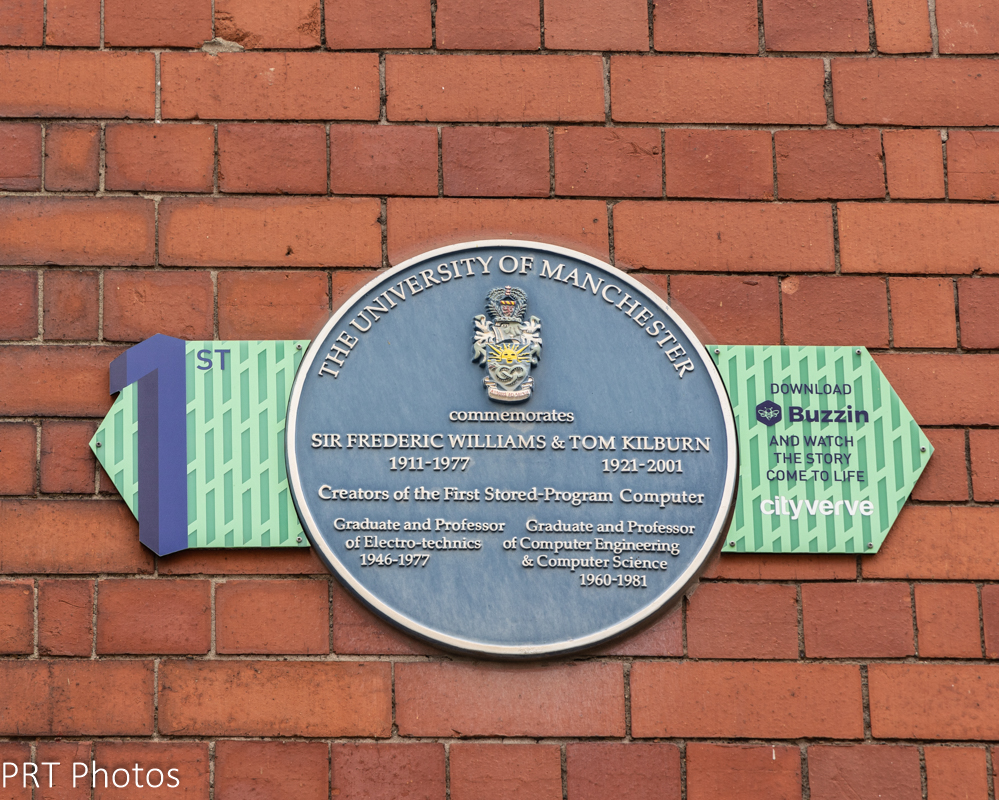 THE UNIVERSITY OF MANCHESTER
commemorates
SIR FREDERIC WILLIAMS & TOM KILBURN
1911-1977 1921-2001
Creators of the First Stored-Program Computer
Graduate and Professor
of Electro-technics
1946-1977
Graduate and Professor
of Computer Engineering
& Computer Science
1960-1981
1ST
DOWNLOAD
Buzzin
AND WATCH
THE STORY
COME TO LIFE
cityverve
PRT Photos